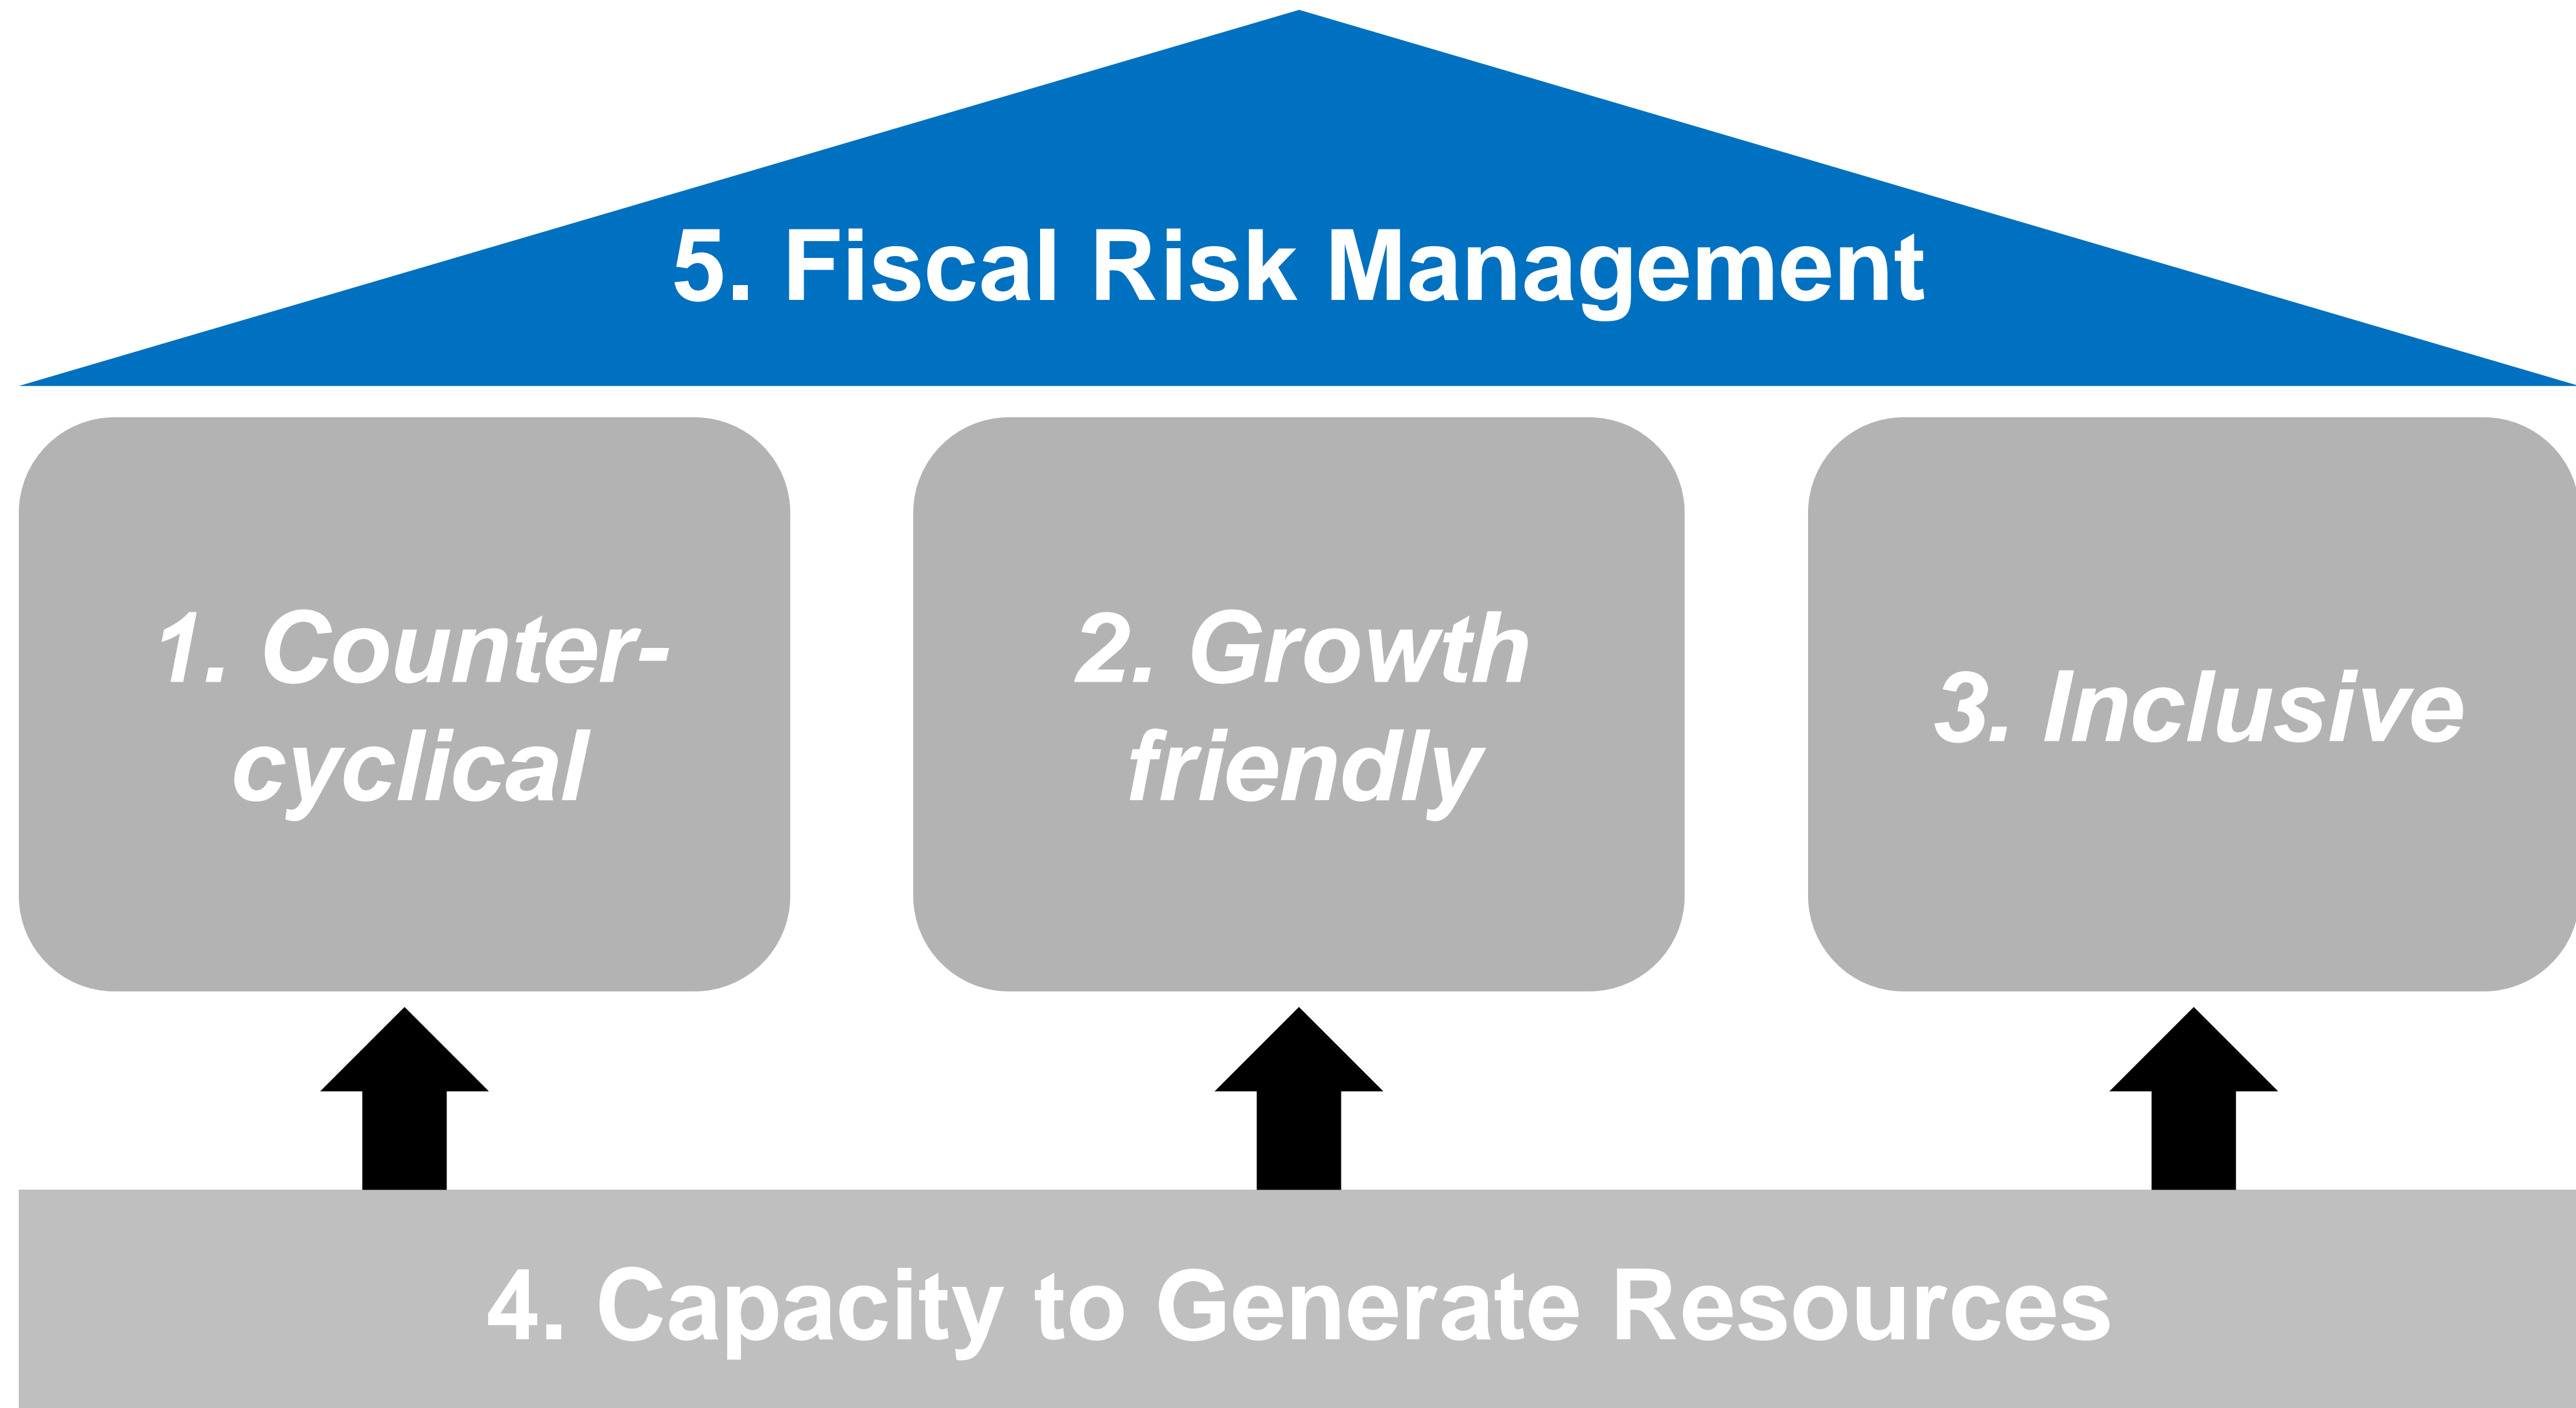 5. Fiscal Risk Management
1. Counter-
cyclical
2. Growth
friendly
3. Inclusive
4. Capacity to Generate Resources